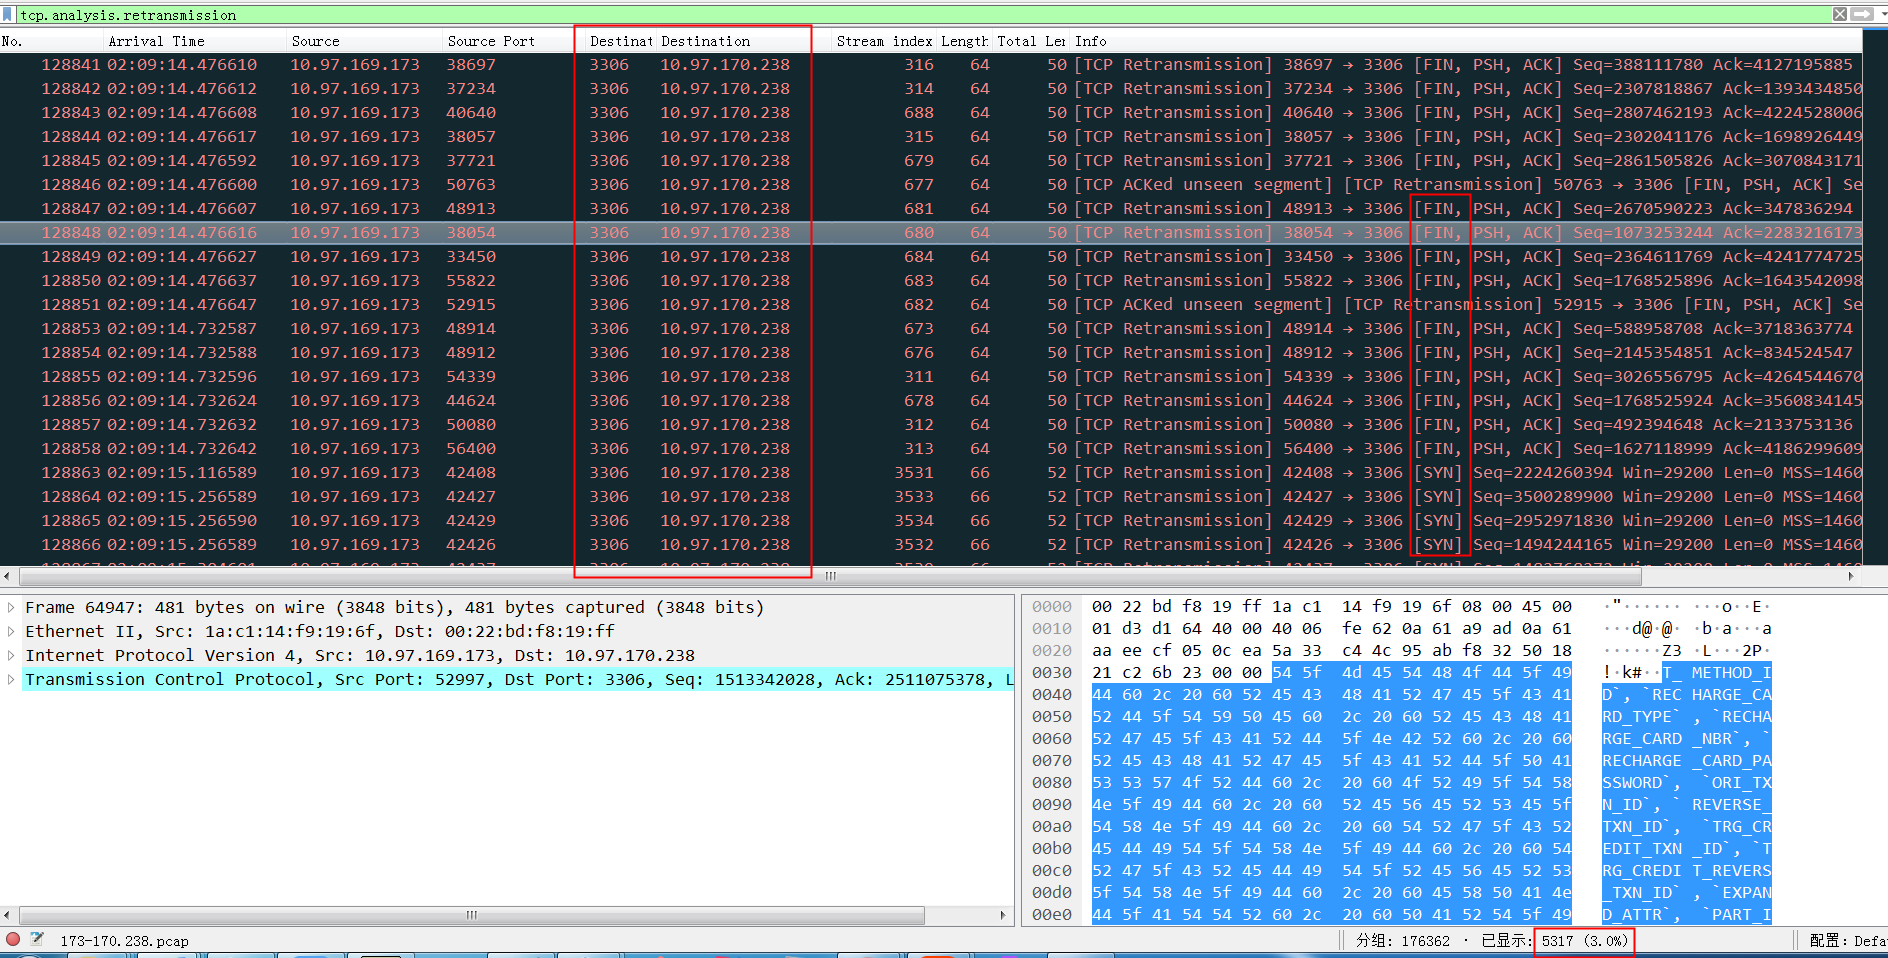 tcp.analysis.retransmission
No. Arrival Time Source Source Port Destinat Destination Stream index Length Total Ler Info
128841 02:09:14.476610 10.97.169.173 38697 3306 10.97.170.238 316 64 50 [TCP Retransmission] 38697 → 3306 [FIN, PSH, ACK] Seq=388111780 Ack=4127195885
128842 02:09:14.476612 10.97.169.173 37234 3306 10.97.170.238 314 64 50 [TCP Retransmission] 37234 → 3306 [FIN, PSH, ACK] Seq=2307818867 Ack=1393434850
128843 02:09:14.476608 10.97.169.173 40640 3306 10.97.170.238 688 64 50 [TCP Retransmission] 40640 → 3306 [FIN, PSH, ACK] Seq=2807462193 Ack=4224528006
128844 02:09:14.476617 10.97.169.173 38057 3306 10.97.170.238 315 64 50 [TCP Retransmission] 38057 → 3306 [FIN, PSH, ACK] Seq=2302041176 Ack=1698926449
128845 02:09:14.476592 10.97.169.173 37721 3306 10.97.170.238 679 64 50 [TCP Retransmission] 37721 → 3306 [FIN, PSH, ACK] Seq=2861505826 Ack=3070843171
128846 02:09:14.476600 10.97.169.173 50763 3306 10.97.170.238 677 64 50 [TCP ACKed unseen segment] [TCP Retransmission] 50763 → 3306 [FIN, PSH, ACK] Se
128847 02:09:14.476607 10.97.169.173 48913 3306 10.97.170.238 681 64 50 [TCP Retransmission] 48913 → 3306 [FIN, PSH, ACK] Seq=2670590223 Ack=347836294
128848 02:09:14.476616 10.97.169.173 38054 3306 10.97.170.238 680 64 50 [TCP Retransmission] 38054 → 3306 [FIN, PSH, ACK] Seq=1073253244 Ack=2283216173
128849 02:09:14.476627 10.97.169.173 33450 3306 10.97.170.238 684 64 50 [TCP Retransmission] 33450 → 3306 [FIN, PSH, ACK] Seq=2364611769 Ack=4241774725
128850 02:09:14.476637 10.97.169.173 55822 3306 10.97.170.238 683 64 50 [TCP Retransmission] 55822 → 3306 [FIN, PSH, ACK] Seq=1768525896 Ack=1643542098
128851 02:09:14.476647 10.97.169.173 52915 3306 10.97.170.238 682 64 50 [TCP ACKed unseen segment] [TCP Retransmission] 52915 → 3306 [FIN, PSH, ACK] Se
128853 02:09:14.732587 10.97.169.173 48914 3306 10.97.170.238 673 64 50 [TCP Retransmission] 48914 → 3306 [FIN, PSH, ACK] Seq=588958708 Ack=3718363774
128854 02:09:14.732588 10.97.169.173 48912 3306 10.97.170.238 676 64 50 [TCP Retransmission] 48912 → 3306 [FIN, PSH, ACK] Seq=2145354851 Ack=834524547
128855 02:09:14.732596 10.97.169.173 54339 3306 10.97.170.238 311 64 50 [TCP Retransmission] 54339 → 3306 [FIN, PSH, ACK] Seq=3026556795 Ack=4264544670
128856 02:09:14.732624 10.97.169.173 44624 3306 10.97.170.238 678 64 50 [TCP Retransmission] 44624 → 3306 [FIN, PSH, ACK] Seq=1768525924 Ack=3560834145
128857 02:09:14.732632 10.97.169.173 50080 3306 10.97.170.238 312 64 50 [TCP Retransmission] 50080 → 3306 [FIN, PSH, ACK] Seq=492394648 Ack=2133753136
128858 02:09:14.732642 10.97.169.173 56400 3306 10.97.170.238 313 64 50 [TCP Retransmission] 56400 → 3306 [FIN, PSH, ACK] Seq=1627118999 Ack=4186299609
128863 02:09:15.116589 10.97.169.173 42408 3306 10.97.170.238 3531 66 52 [TCP Retransmission] 42408 → 3306 [SYN] Seq=2224260394 Win=29200 Len=0 MSS=1460
128864 02:09:15.256589 10.97.169.173 42427 3306 10.97.170.238 3533 66 52 [TCP Retransmission] 42427 → 3306 [SYN] Seq=3500289900 Win=29200 Len=0 MSS=1460
128865 02:09:15.256590 10.97.169.173 42429 3306 10.97.170.238 3534 66 52 [TCP Retransmission] 42429 → 3306 [SYN] Seq=2952971830 Win=29200 Len=0 MSS=1460
128866 02:09:15.256589 10.97.169.173 42426 3306 10.97.170.238 3532 66 52 [TCP Retransmission] 42426 → 3306 [SYN] Seq=1494244165 Win=29200 Len=0 MSS=1460
Frame 64947: 481 bytes on wire (3848 bits), 481 bytes captured (3848 bits)
Ethernet II, Src: 1a:c1:14:f9:19:6f, Dst: 00:22:bd:f8:19:ff
Internet Protocol Version 4, Src: 10.97.169.173, Dst: 10.97.170.238
Transmission Control Protocol, Src Port: 52997, Dst Port: 3306, Seq: 1513342028, Ack: 2511075378, L
0000 00 22 bd f8 19 ff 1a c1 14 f9 19 6f 08 00 45 00 ·"······ ···o··E·
0010 01 d3 d1 64 40 00 40 06 fe 62 0a 61 a9 ad 0a 61 ···d@·@· ·b·a···a
0020 aa ee cf 05 0c ea 5a 33 c4 4c 95 ab f8 32 50 18 ······Z3 ·L···2P·
0030 21 c2 6b 23 00 00 54 5f 4d 45 54 48 4f 44 5f 49 !·k#··T_ METHOD_I
0040 44 60 2c 20 60 52 45 43 48 41 52 47 45 5f 43 41 D`, `REC HARGE_CA
0050 52 44 5f 54 59 50 45 60 2c 20 60 52 45 43 48 41 RD_TYPE` , `RECHA
0060 52 47 45 5f 43 41 52 44 5f 4e 42 52 60 2c 20 60 RGE_CARD _NBR`, `
0070 52 45 43 48 41 52 47 45 5f 43 41 52 44 5f 50 41 RECHARGE _CARD_PA
0080 53 53 57 4f 52 44 60 2c 20 60 4f 52 49 5f 54 58 SSWORD`, `ORI_TX
0090 4e 5f 49 44 60 2c 20 60 52 45 56 45 52 53 45 5f N_ID`, ` REVERSE_
00a0 54 58 4e 5f 49 44 60 2c 20 60 54 52 47 5f 43 52 TXN_ID`, `TRG_CR
00b0 45 44 49 54 5f 54 58 4e 5f 49 44 60 2c 20 60 54 EDIT_TXN _ID`, `T
00c0 52 47 5f 43 52 45 44 49 54 5f 52 45 56 45 52 53 RG_CREDI T_REVERS
00d0 5f 54 58 4e 5f 49 44 60 2c 20 60 45 58 50 41 4e _TXN_ID` , `EXPAN
00e0 44 5f 41 54 54 52 60 2c 20 60 50 41 52 54 5f 49 D_ATTR`, `PART_I
173-170.238.pcap 分组: 176362 · 已显示: 5317 (3.0%) 配置: Defa